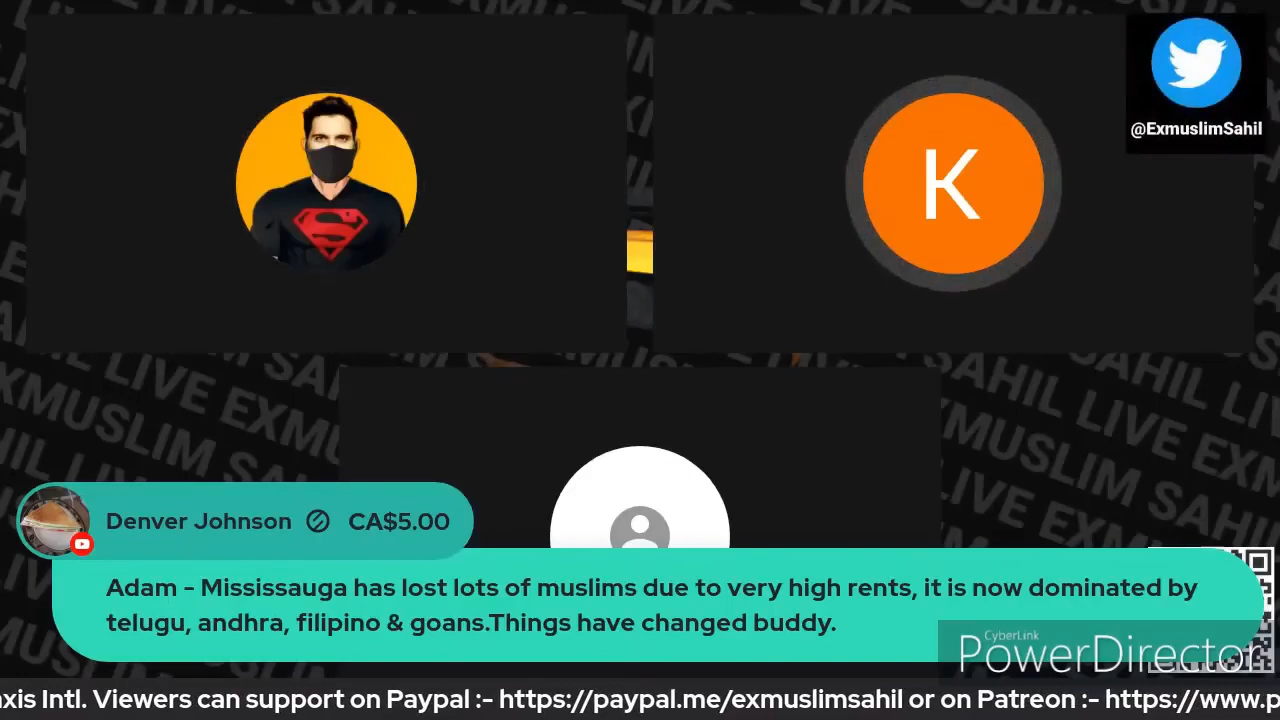 @ExmuslimSahil
K
Denver Johnson CA$5.00
Adam - Mississauga has lost lots of muslims due to very high rents, it is now dominated by
telugu, andhra, filipino & goans.Things have changed buddy.
CyberLink
PowerDirector
Intl. Viewers can support on Paypal :- https://paypal.me/exmuslimsahil or on Patreon :- https://www.p